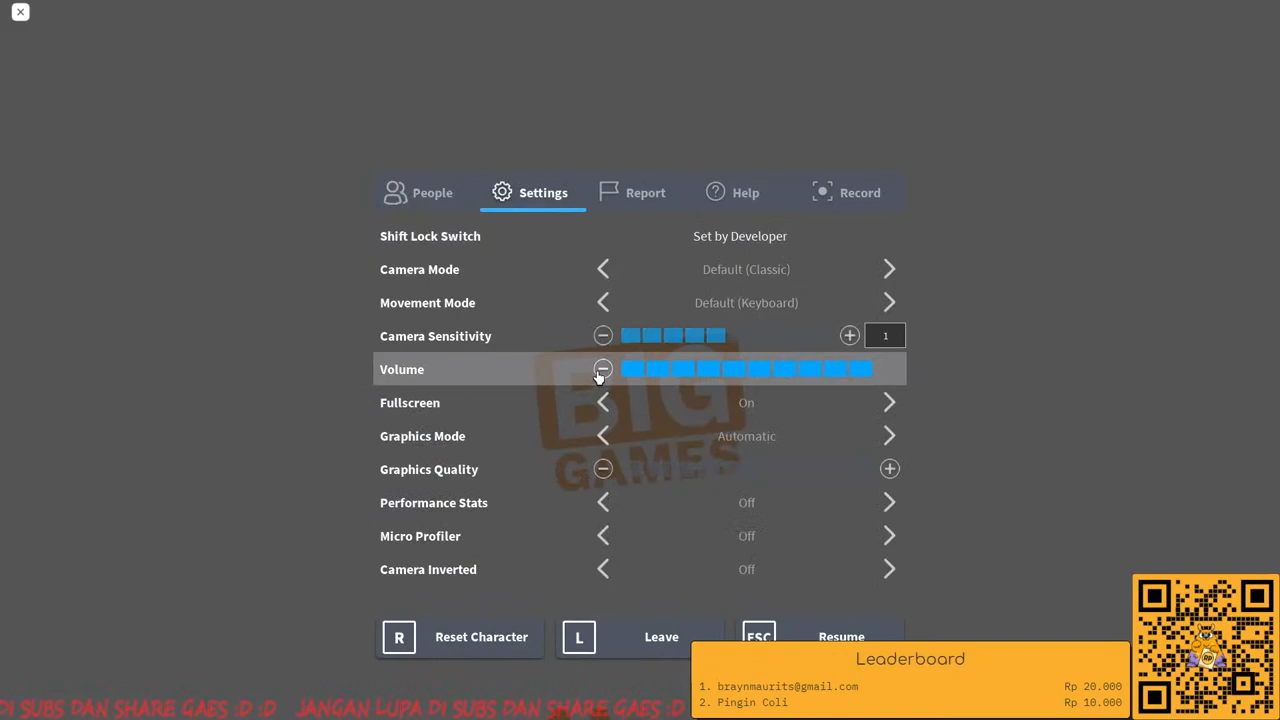 People Settings Report Help Record
Shift Lock Switch Set by Developer
Camera Mode Default (Classic)
Movement Mode Default (Keyboard)
Camera Sensitivity 1
Volume
Fullscreen On
Graphics Mode Automatic
BIG
GAMES
Graphics Quality
Performance Stats Off
Micro Profiler Off
Camera Inverted Off
R Reset Character L Leave ESC Resume
Leaderboard
1. braynmaurits@gmail.com Rp 20.000
2. Pingin Coli Rp 10.000
RP
DI SUBS DAN SHARE GAES :D :D JANGAN LUPA DI SUBS DAN SHARE GAES :D